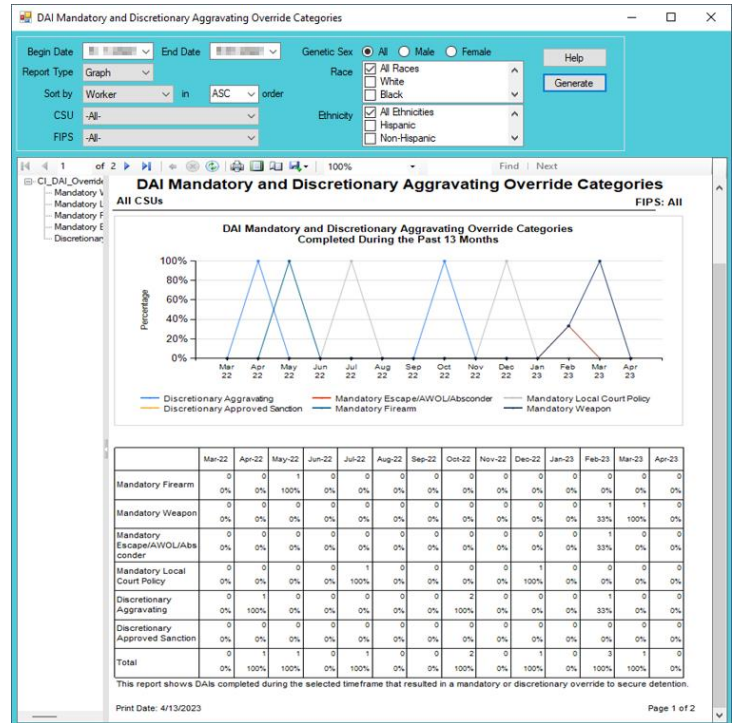 DAI Mandatory and Discretionary Aggravating Override Categories
Begin Date End Date Genetic Sex All Male Female Help
Report Type Graph Race All Races
White
Black
Generate
Sort by Worker in ASC order
CSU -All- Ethnicity All Ethnicities
Hispanic
Non-Hispanic
FIPS -All-
1 of 2 100% Find | Next
CI_DAI_Override
Mandatory
Mandatory
Mandatory
Mandatory
Discretionary
DAI Mandatory and Discretionary Aggravating Override Categories
All CSUs FIPS: All
DAI Mandatory and Discretionary Aggravating Override Categories
Completed During the Past 13 Months
Percentage
100%
80%
60%
40%
20%
0%
Mar Apr May Jun Jul Aug Sep Oct Nov Dec Jan Feb Mar Apr
22 22 22 22 22 22 22 22 22 22 23 23 23 23
Discretionary Aggravating Mandatory Escape/AWOL/Absconder Mandatory Local Court Policy
Discretionary Approved Sanction Mandatory Firearm Mandatory Weapon
Mar-22 Apr-22 May-22 Jun-22 Jul-22 Aug-22 Sep-22 Oct-22 Nov-22 Dec-22 Jan-23 Feb-23 Mar-23 Apr-23
Mandatory Firearm
0 0 1 0 0 0 0 0 0 0 0 0 0 0
0% 0% 100% 0% 0% 0% 0% 0% 0% 0% 0% 0% 0% 0%
Mandatory Weapon
0 0 0 0 0 0 0 0 0 0 0 1 1 0
0% 0% 0% 0% 0% 0% 0% 0% 0% 0% 0% 33% 100% 0%
Mandatory
Escape/AWOL/Abs
conder
0 0 0 0 0 0 0 0 0 0 0 1 0 0
0% 0% 0% 0% 0% 0% 0% 0% 0% 0% 0% 33% 0% 0%
Mandatory Local
Court Policy
0 0 0 0 1 0 0 0 0 1 0 0 0 0
0% 0% 0% 0% 100% 0% 0% 0% 0% 100% 0% 0% 0% 0%
Discretionary
Aggravating
0 1 0 0 0 0 0 2 0 0 0 1 0 0
0% 100% 0% 0% 0% 0% 0% 100% 0% 0% 0% 33% 0% 0%
Discretionary
Approved Sanction
0 0 0 0 0 0 0 0 0 0 0 0 0 0
0% 0% 0% 0% 0% 0% 0% 0% 0% 0% 0% 0% 0% 0%
Total
0 1 1 0 1 0 0 2 0 1 0 3 1 0
0% 100% 100% 0% 100% 0% 0% 100% 0% 100% 0% 100% 100% 0%
This report shows DAIs completed during the selected timeframe that resulted in a mandatory or discretionary override to secure detention.
Print Date: 4/13/2023 Page 1 of 2